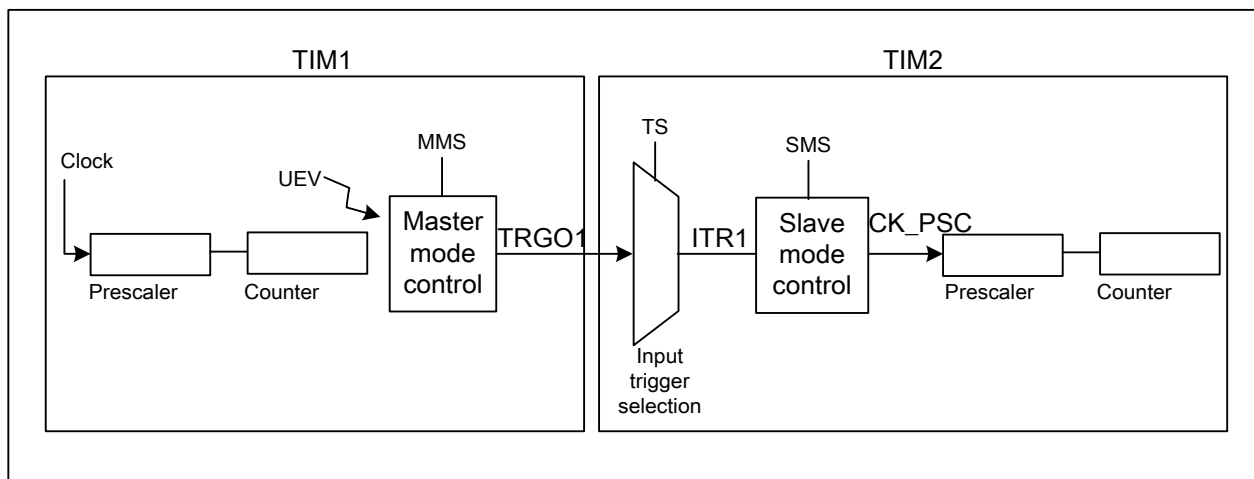 TIM1
TIM2
Clock
UEV
MMS
Master
mode
control
TRGO1
Prescaler
Counter
TS
ITR1
Input
trigger
selection
SMS
Slave
mode
control
CK_PSC
Prescaler
Counter